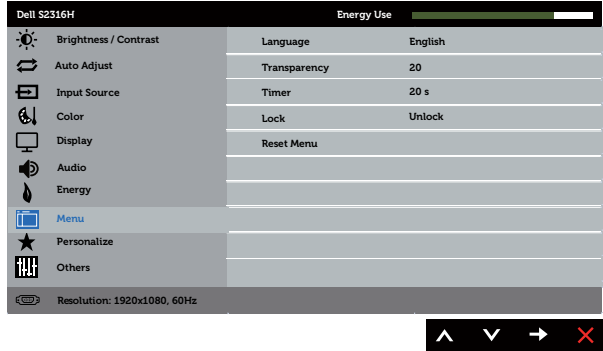 Dell S2316H Energy Use
Brightness / Contrast
Auto Adjust
Input Source
Color
Display
Audio
Energy
Menu
Personalize
Others
Language English
Transparency 20
Timer 20 s
Lock Unlock
Reset Menu
Resolution: 1920x1080, 60Hz